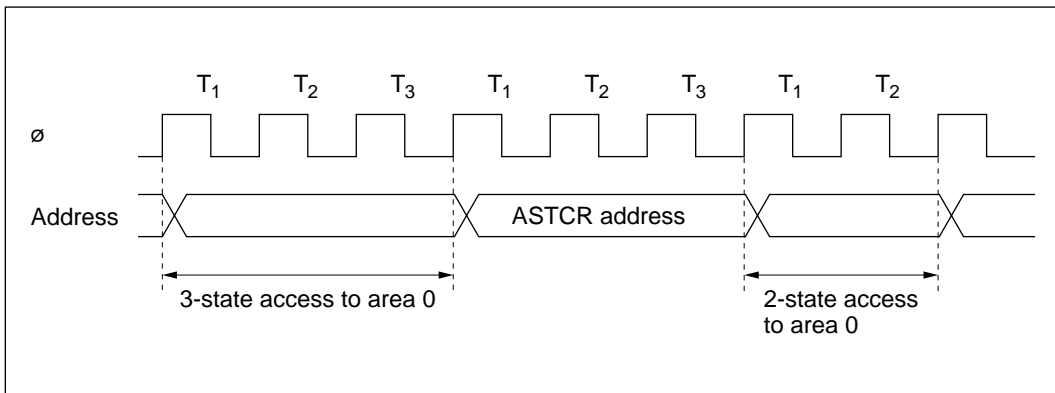 T1 T2 T3 T1 T2 T3 T1 T2
ø
Address
ASTCR address
3-state access to area 0
2-state access
to area 0